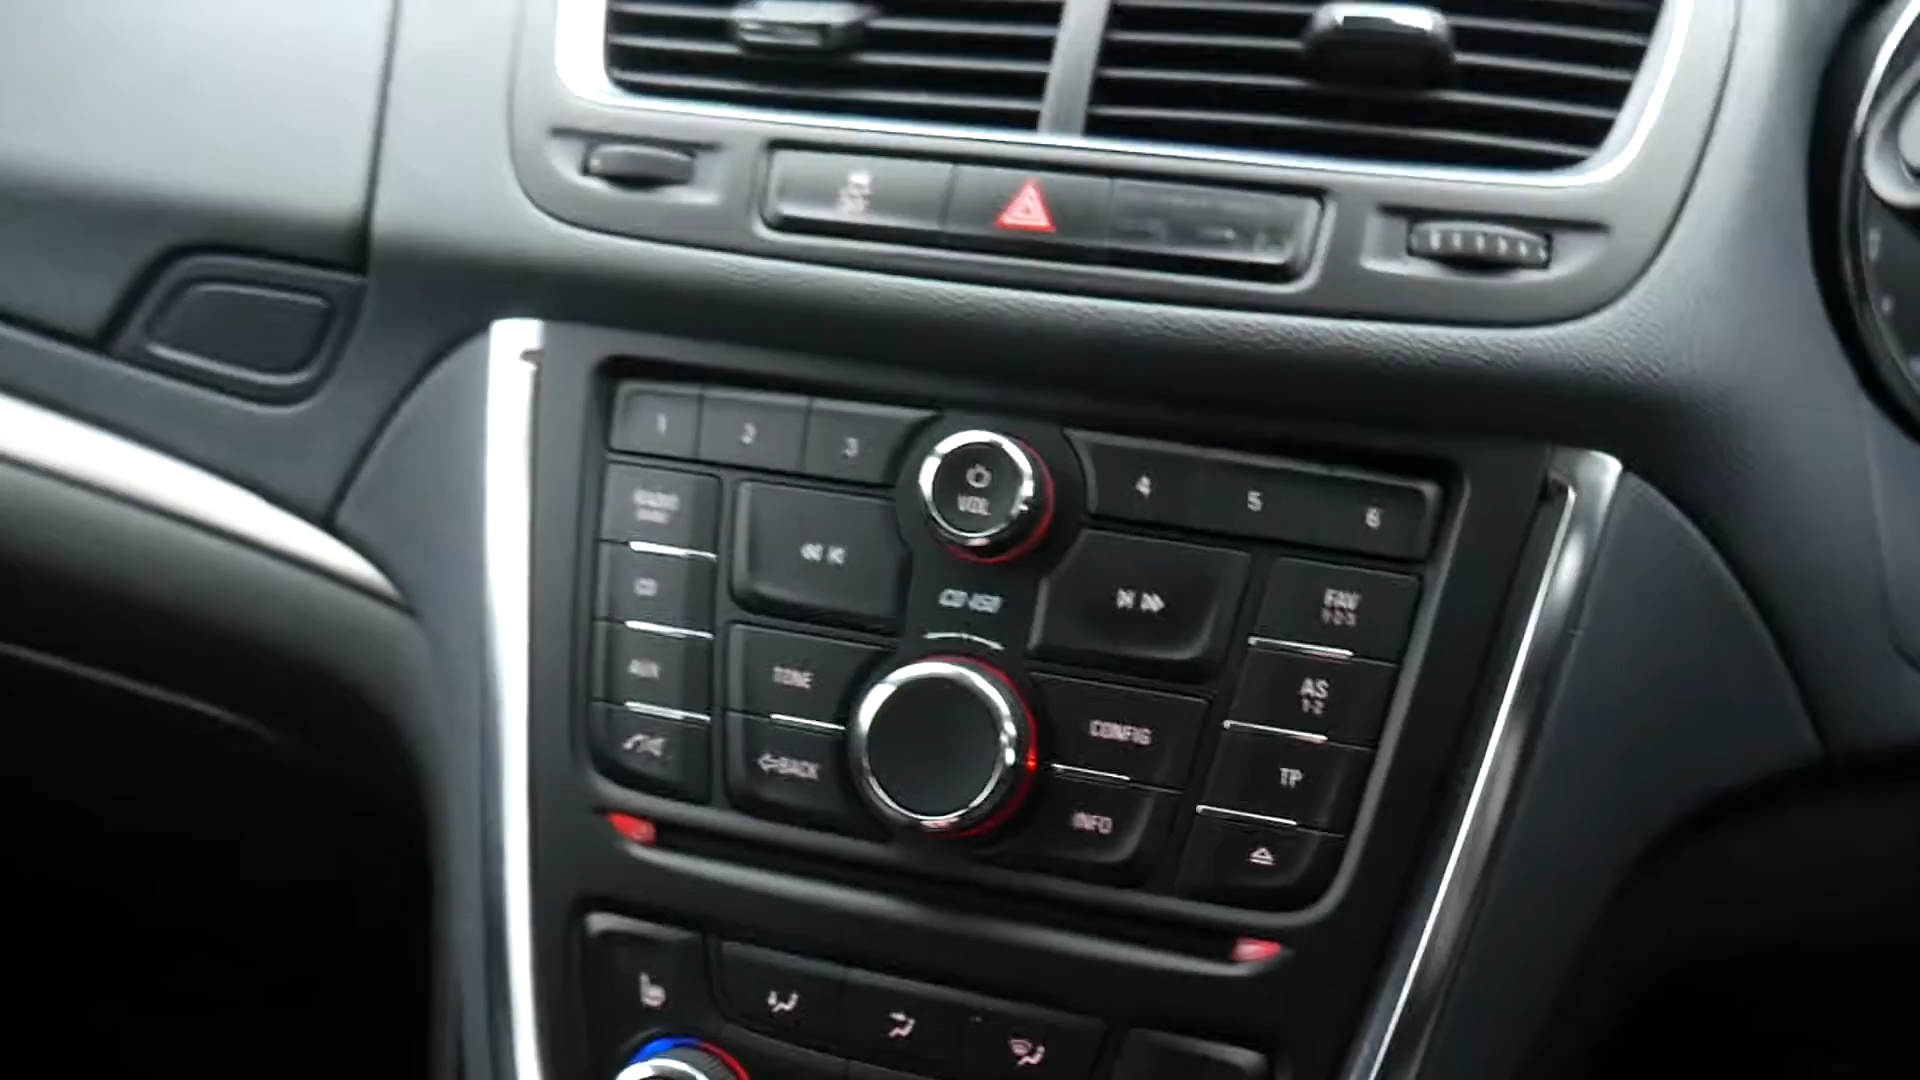 1
2
3
VOL
4
5
6
RADIO
CD
AUX
TONE
BACK
CD 450
CONFIG
INFO
FAV
1-2-3
AS
1-2
TP